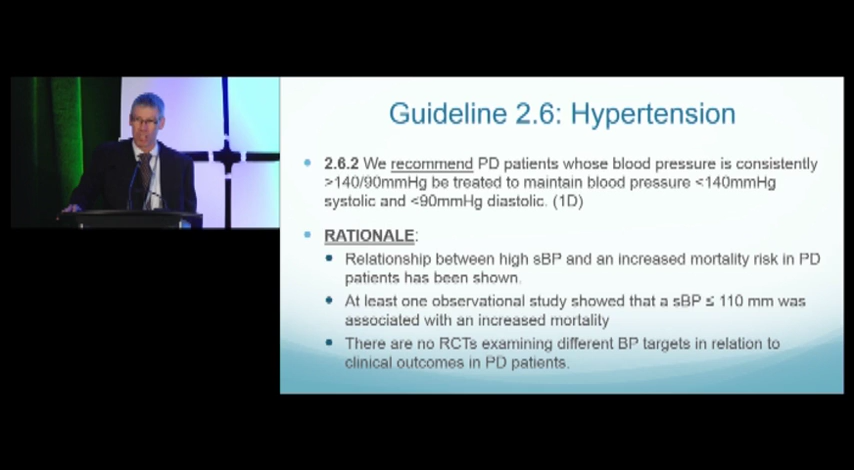 Guideline 2.6: Hypertension
2.6.2 We recommend PD patients whose blood pressure is consistently
>140/90mmHg be treated to maintain blood pressure <140mmHg
systolic and <90mmHg diastolic. (1D)
RATIONALE:
Relationship between high sBP and an increased mortality risk in PD
patients has been shown.
At least one observational study showed that a sBP ≤ 110 mm was
associated with an increased mortality
There are no RCTs examining different BP targets in relation to
clinical outcomes in PD patients.